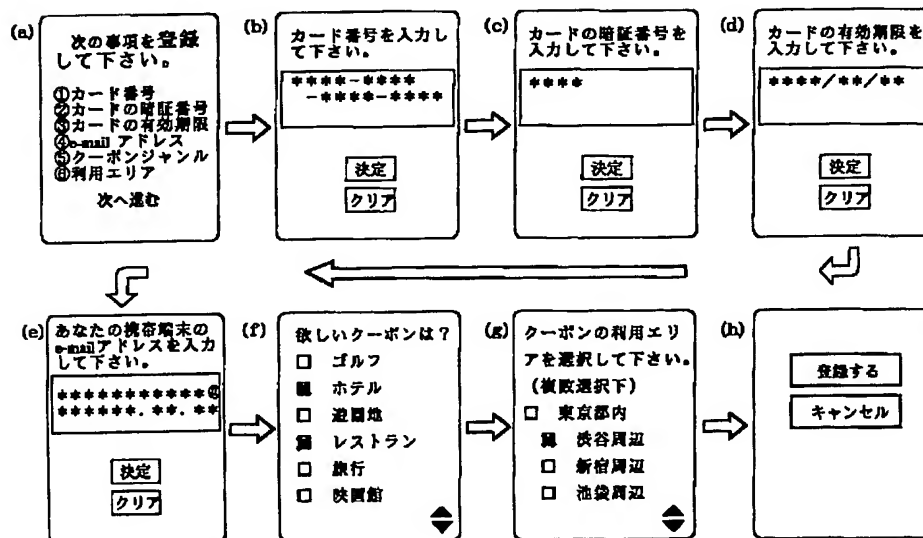 (a)
次の事項を登録
して下さい。
①カード番号
②カードの暗証番号
③カードの有効期限
④e-mail アドレス
⑤クーポンジャンル
⑥利用エリア
次へ進む
(b)
カード番号を入力し
て下さい。
****-****
-****-****
決定
クリア
(c)
カードの暗証番号を
入力して下さい。
****
決定
クリア
(d)
カードの有効期限を
入力して下さい。
****/**/**
決定
クリア
(e)
あなたの携帯端末の
e-mailアドレスを入力
して下さい。
***********@
******.**.**
決定
クリア
(f)
欲しいクーポンは？
ゴルフ
ホテル
遊園地
レストラン
旅行
映画館
(g)
クーポンの利用エリ
アを選択して下さい。
(複数選択下)
東京都内
渋谷周辺
新宿周辺
池袋周辺
(h)
登録する
キャンセル